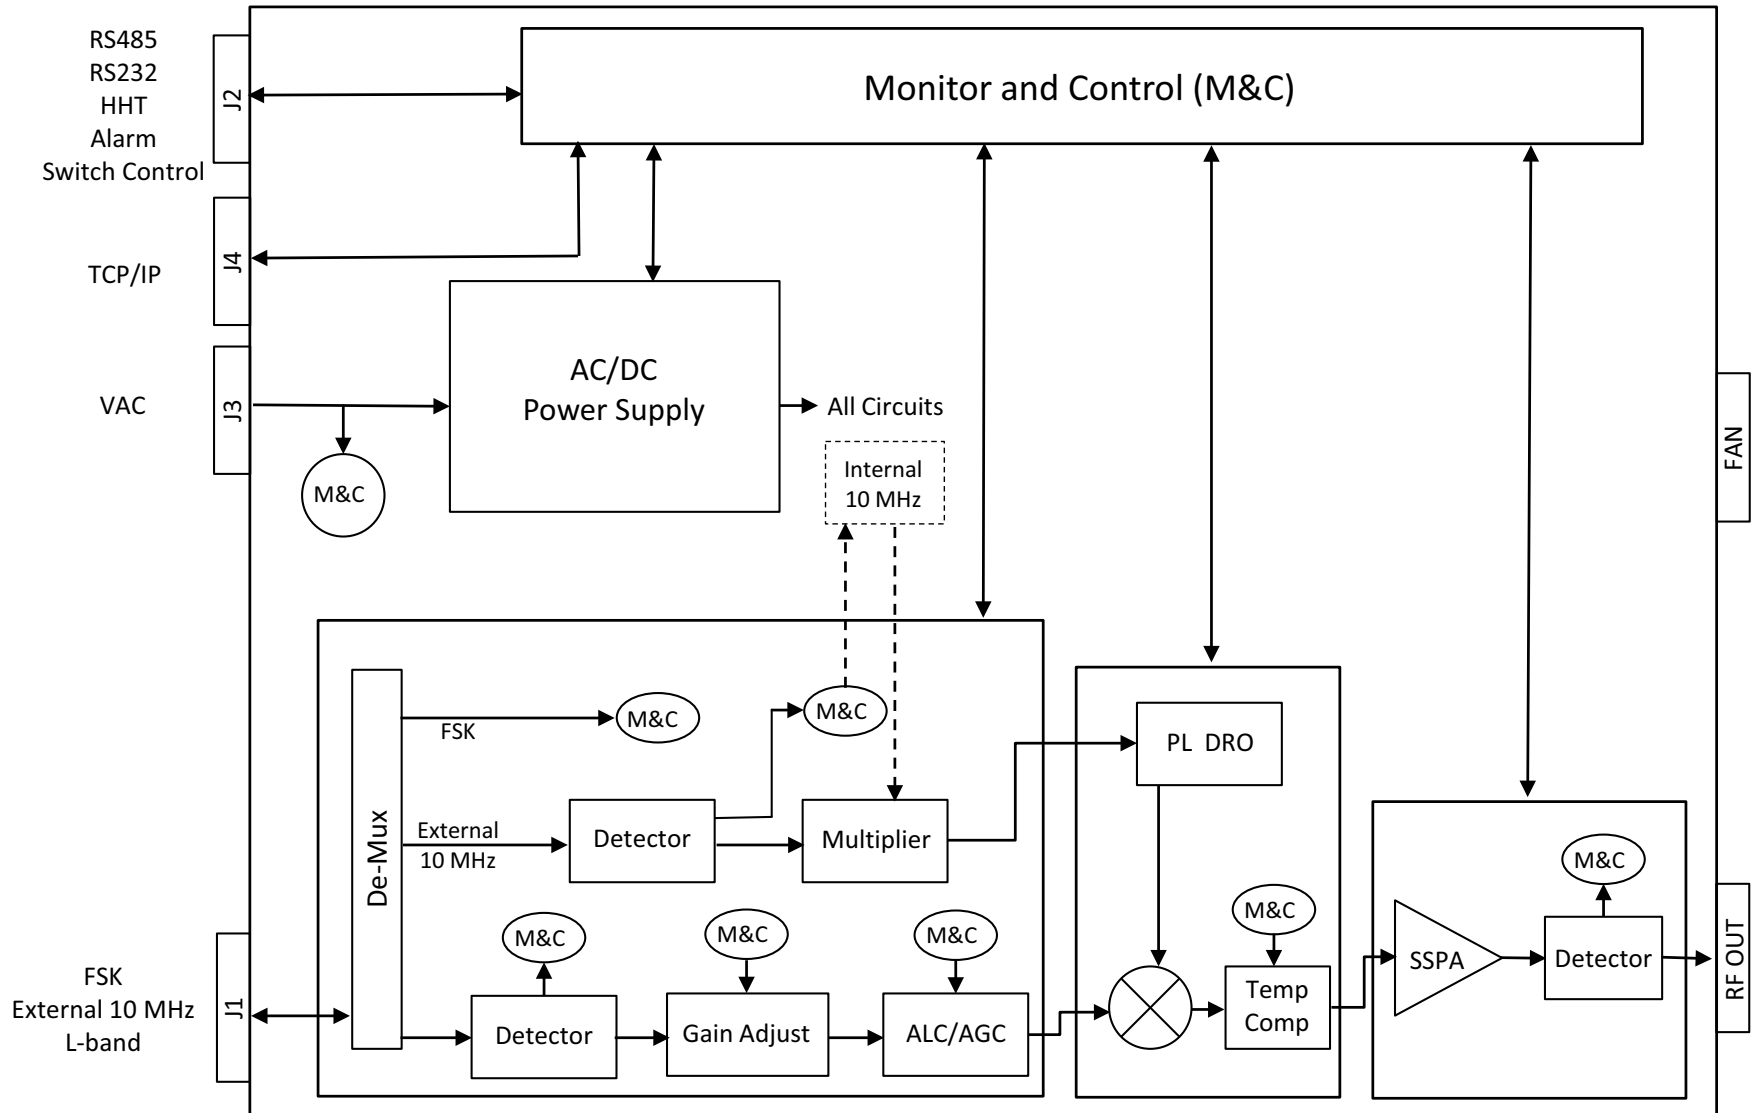 RS485
RS232
HHT
Alarm
Switch Control
J2
Monitor and Control (M&C)
TCP/IP
J4
VAC
J3
M&C
AC/DC
Power Supply
All Circuits
Internal
10 MHz
FAN
De-Mux
FSK
M&C
M&C
External
10 MHz
Detector
Multiplier
PL DRO
M&C
Detector
M&C
Gain Adjust
M&C
ALC/AGC
M&C
Temp
Comp
SSPA
M&C
Detector
RF OUT
FSK
External 10 MHz
L-band
J1